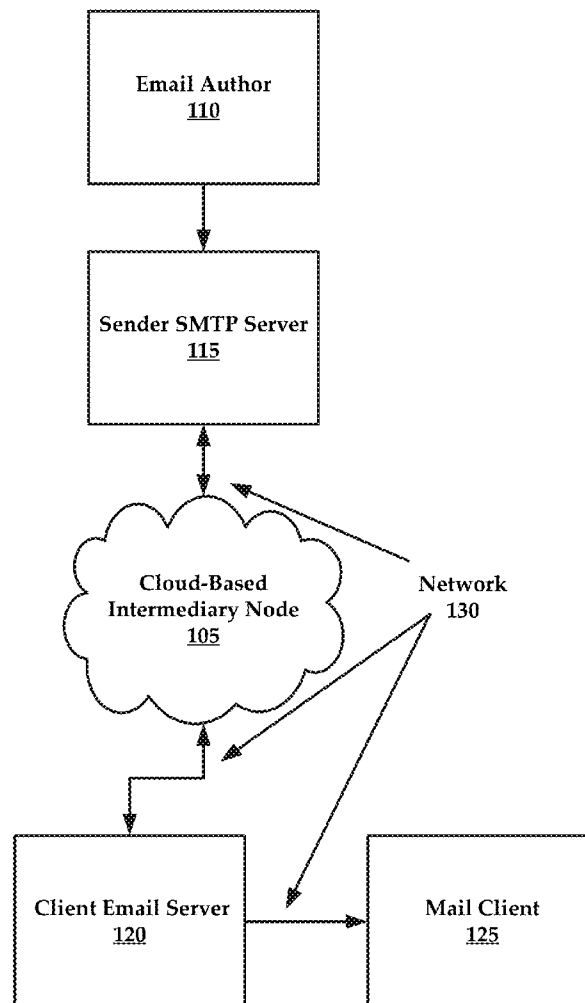 Email Author
110
Sender SMTP Server
115
Cloud-Based
Intermediary Node
105
Network
130
Client Email Server
120
Mail Client
125